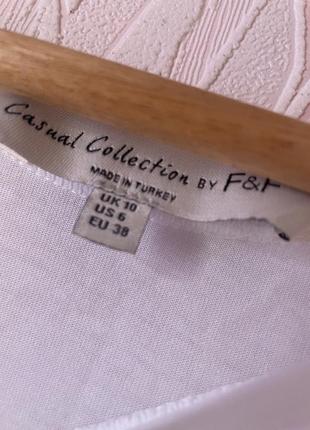 Casual Collection BY F&F
MADE IN TURKEY
UK 10
US 6
EU 38